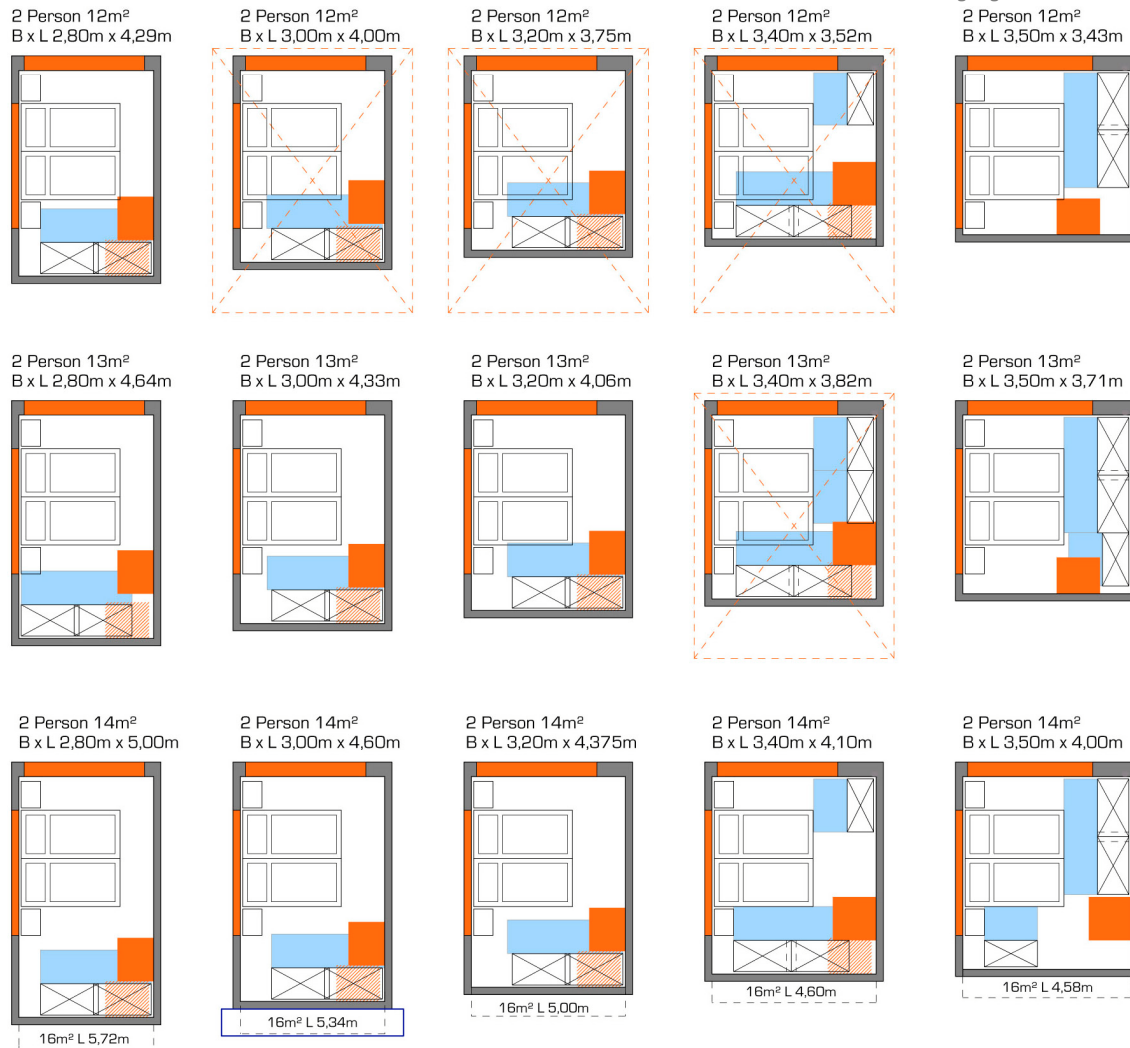 2 Person 12m²
B x L 2,80m x 4,29m
2 Person 12m²
B x L 3,00m x 4,00m
2 Person 12m²
B x L 3,20m x 3,75m
2 Person 12m²
B x L 3,40m x 3,52m
2 Person 12m²
B x L 3,50m x 3,43m
2 Person 13m²
B x L 2,80m x 4,64m
2 Person 13m²
B x L 3,00m x 4,33m
2 Person 13m²
B x L 3,20m x 4,06m
2 Person 13m²
B x L 3,40m x 3,82m
2 Person 13m²
B x L 3,50m x 3,71m
2 Person 14m²
B x L 2,80m x 5,00m
2 Person 14m²
B x L 3,00m x 4,60m
2 Person 14m²
B x L 3,20m x 4,375m
2 Person 14m²
B x L 3,40m x 4,10m
2 Person 14m²
B x L 3,50m x 4,00m
16m² L 5,72m
16m² L 5,34m
16m² L 5,00m
16m² L 4,60m
16m² L 4,58m